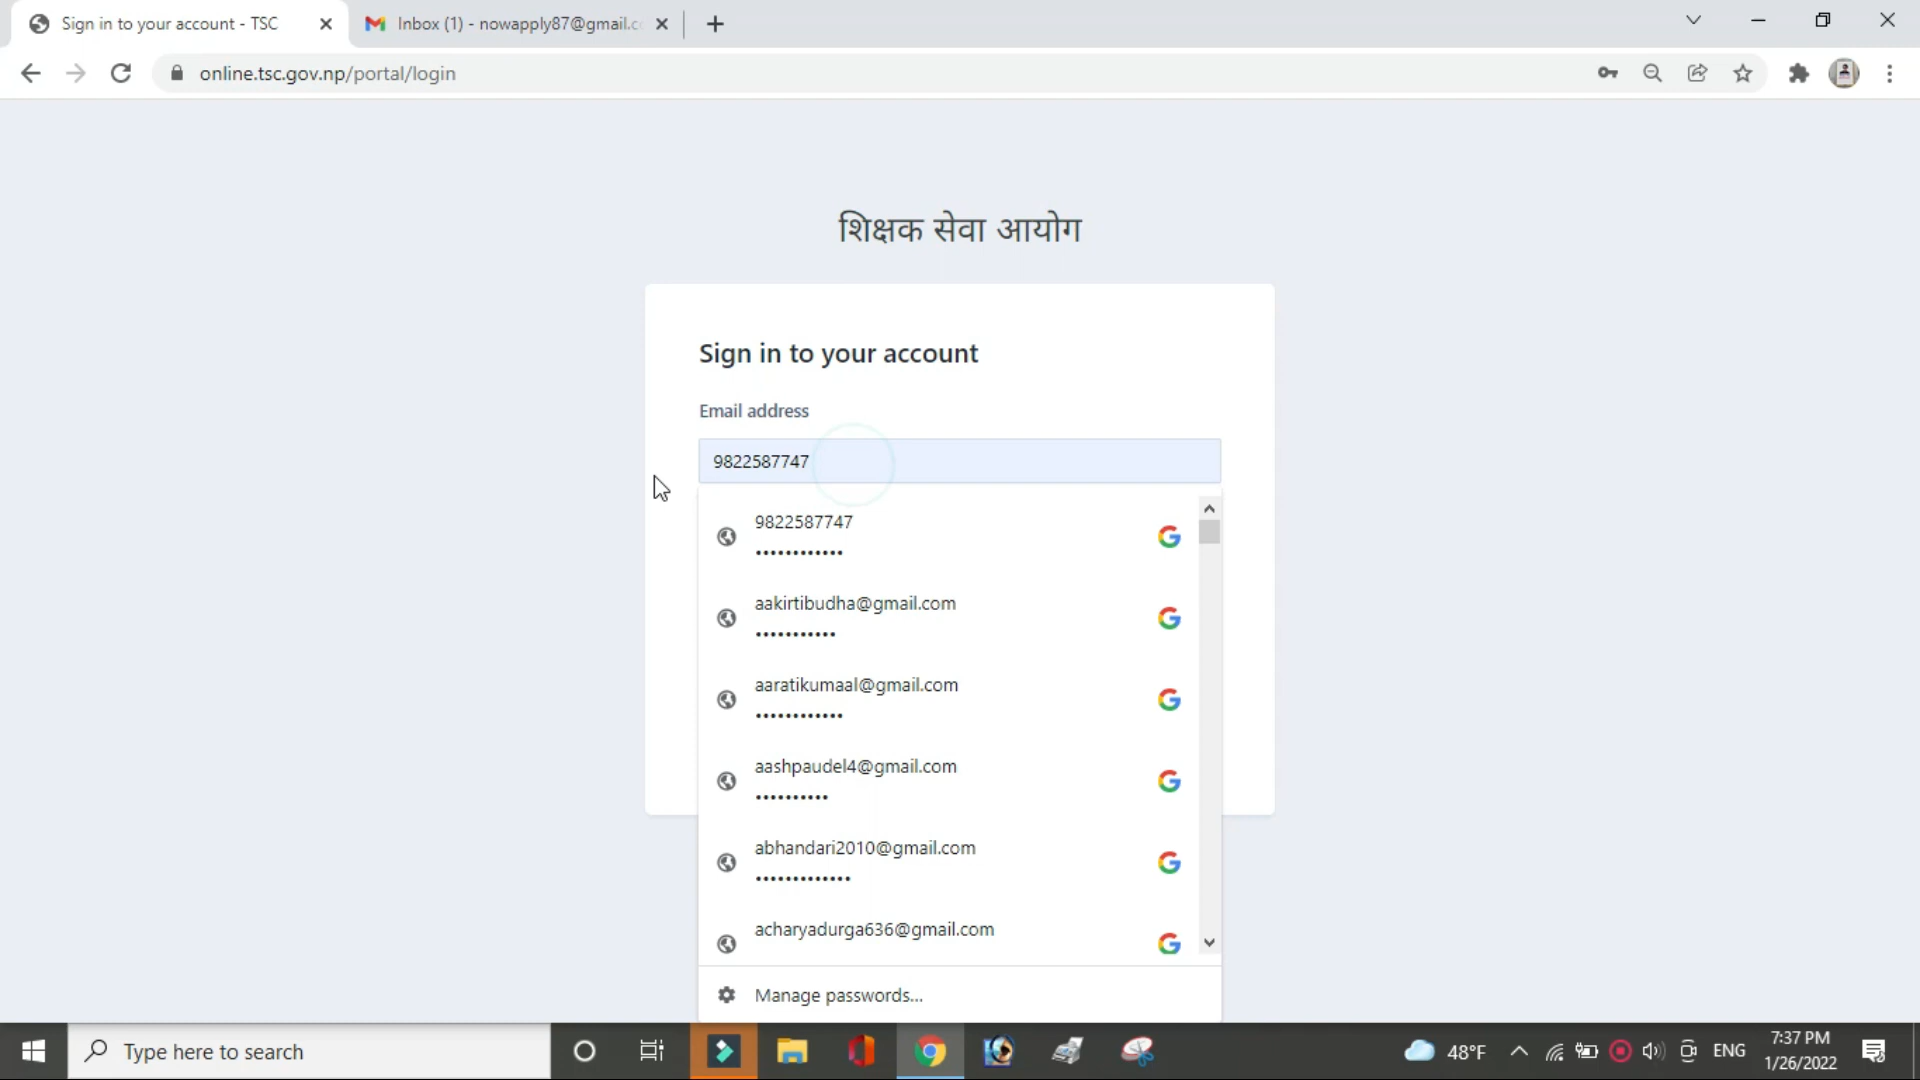 Sign in to your account - TSC
Inbox (1) - nowapply87@gmail.c
online.tsc.gov.np/portal/login
शिक्षक सेवा आयोग
Sign in to your account
Email address
9822587747
9822587747
••••••••••••
aakirtibudha@gmail.com
•••••••••••
aaratikumaal@gmail.com
••••••••••••
aashpaudel4@gmail.com
••••••••••
abhandari2010@gmail.com
•••••••••••••
acharyadurga636@gmail.com
Manage passwords...
Type here to search
48°F
ENG
7:37 PM
1/26/2022